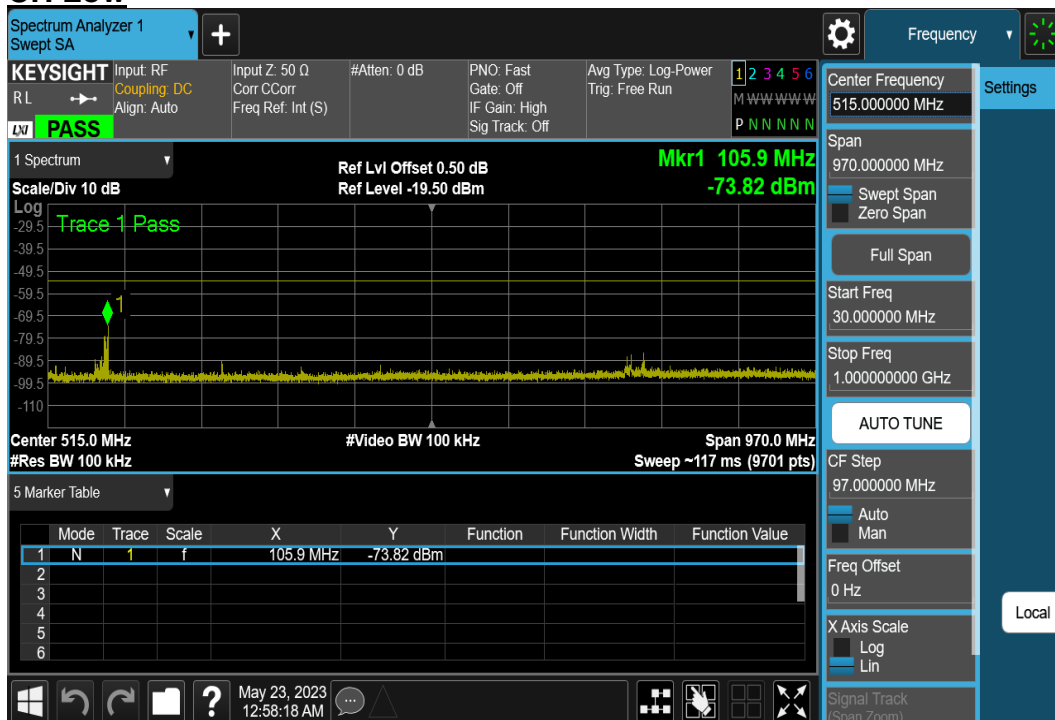 Spectrum Analyzer 1
Swept SA
Frequency
KEYSIGHT
R L
LXI PASS
Input: RF
Coupling: DC
Align: Auto
Input Z: 50 Ω
Corr CCorr
Freq Ref: Int (S)
#Atten: 0 dB
PNO: Fast
Gate: Off
IF Gain: High
Sig Track: Off
Avg Type: Log-Power
Trig: Free Run
1 2 3 4 5 6
M W W W W W
P N N N N N
1 Spectrum
Scale/Div 10 dB
Ref Lvl Offset 0.50 dB
Ref Level -19.50 dBm
Mkr1 105.9 MHz
-73.82 dBm
Log
Trace 1 Pass
-29.5
-39.5
-49.5
-59.5
1
-69.5
-79.5
-89.5
-99.5
-110
Center 515.0 MHz
#Video BW 100 kHz
Span 970.0 MHz
#Res BW 100 kHz
Sweep ~117 ms (9701 pts)
5 Marker Table
Mode Trace Scale X Y Function Function Width Function Value
1 N 1 f 105.9 MHz -73.82 dBm
2
3
4
5
6
May 23, 2023
12:58:18 AM
Center Frequency
515.000000 MHz
Span
970.000000 MHz
Swept Span
Zero Span
Full Span
Start Freq
30.000000 MHz
Stop Freq
1.000000000 GHz
AUTO TUNE
CF Step
97.000000 MHz
Auto
Man
Freq Offset
0 Hz
X Axis Scale
Log
Lin
Signal Track
(Span Zoom)
Settings
Local